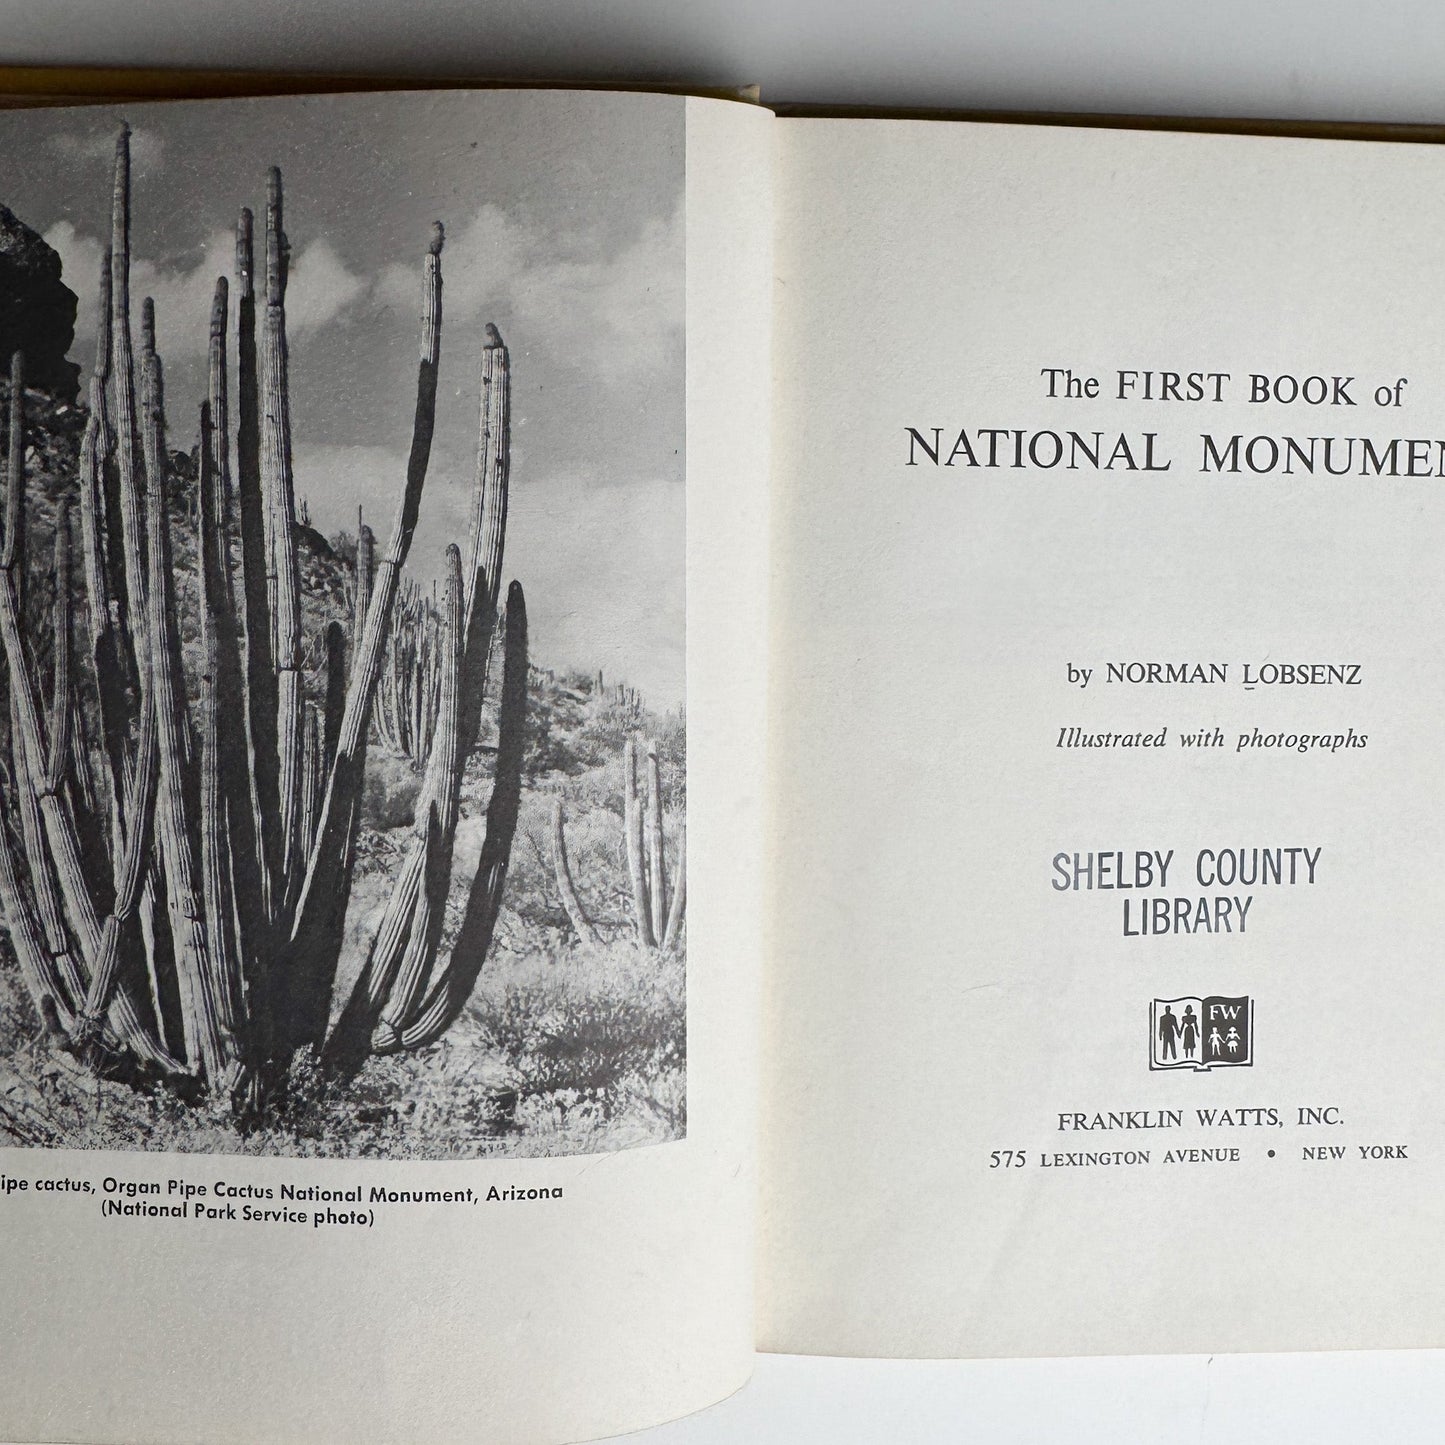 ipe cactus, Organ Pipe Cactus National Monument, Arizona
(National Park Service photo)
The FIRST BOOK of
NATIONAL MONUMEN
by NORMAN LOBSENZ
Illustrated with photographs
SHELBY COUNTY
LIBRARY
FW
FRANKLIN WATTS, INC.
575 LEXINGTON AVENUE • NEW YORK